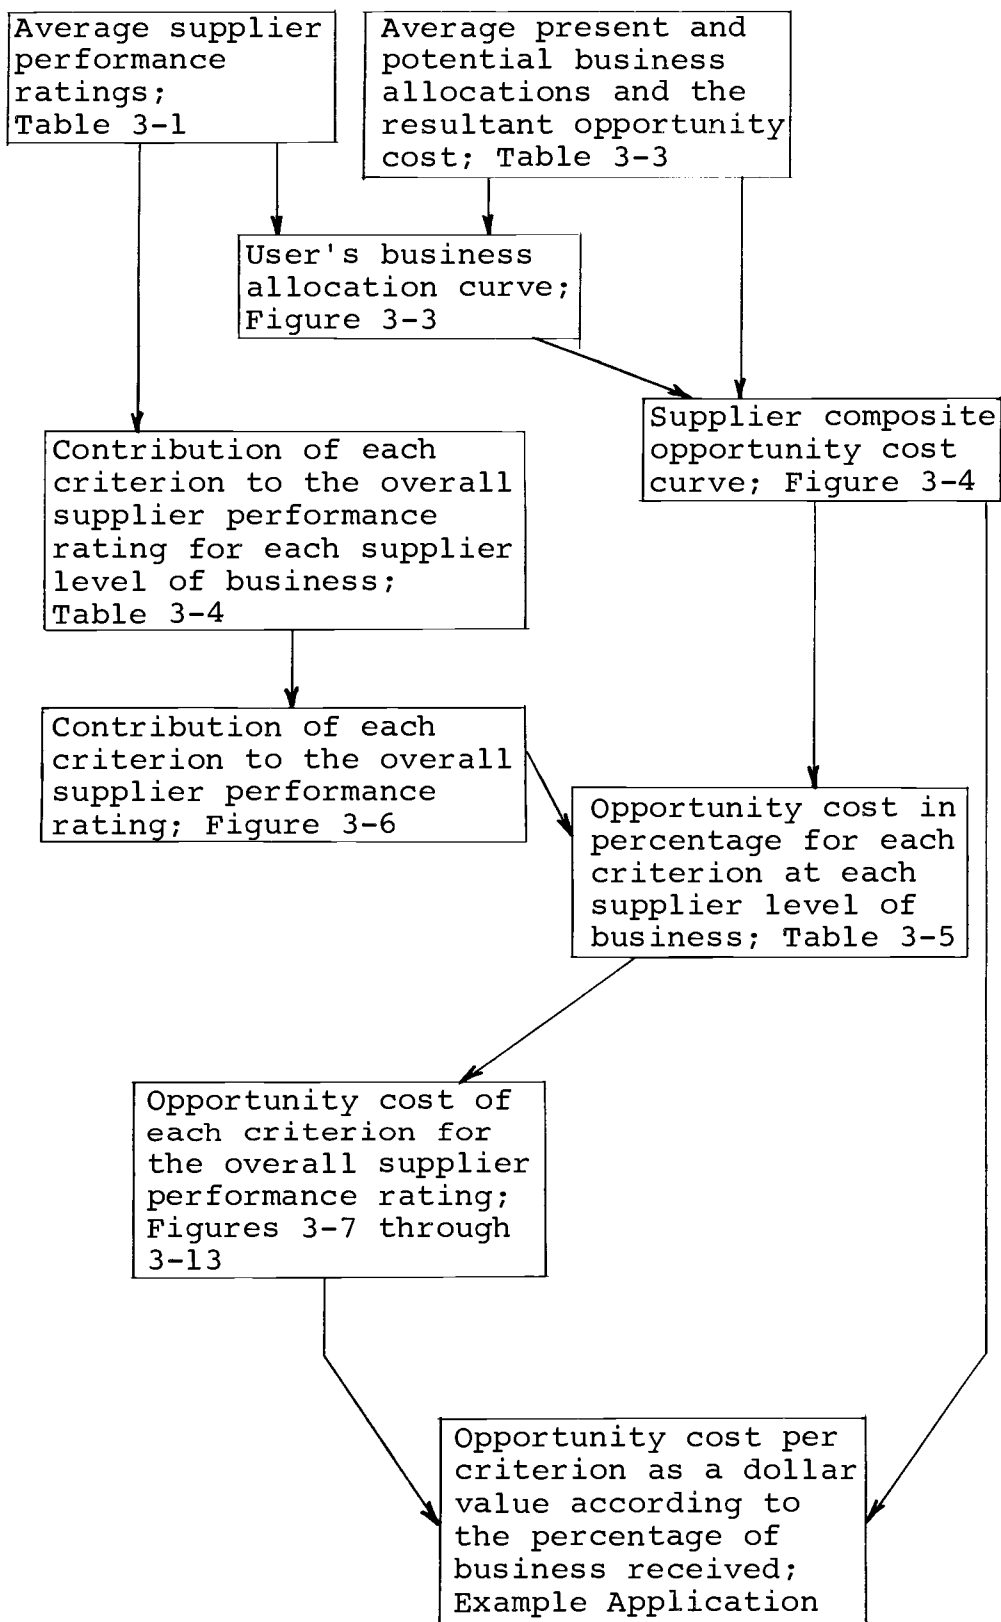 Average supplier
performance
ratings;
Table 3-1
Average present and
potential business
allocations and the
resultant opportunity
cost; Table 3-3
User's business
allocation curve;
Figure 3-3
Supplier composite
opportunity cost
curve; Figure 3-4
Contribution of each
criterion to the overall
supplier performance
rating for each supplier
level of business;
Table 3-4
Contribution of each
criterion to the overall
supplier performance
rating; Figure 3-6
Opportunity cost in
percentage for each
criterion at each
supplier level of
business; Table 3-5
Opportunity cost of
each criterion for
the overall supplier
performance rating;
Figures 3-7 through
3-13
Opportunity cost per
criterion as a dollar
value according to
the percentage of
business received;
Example Application